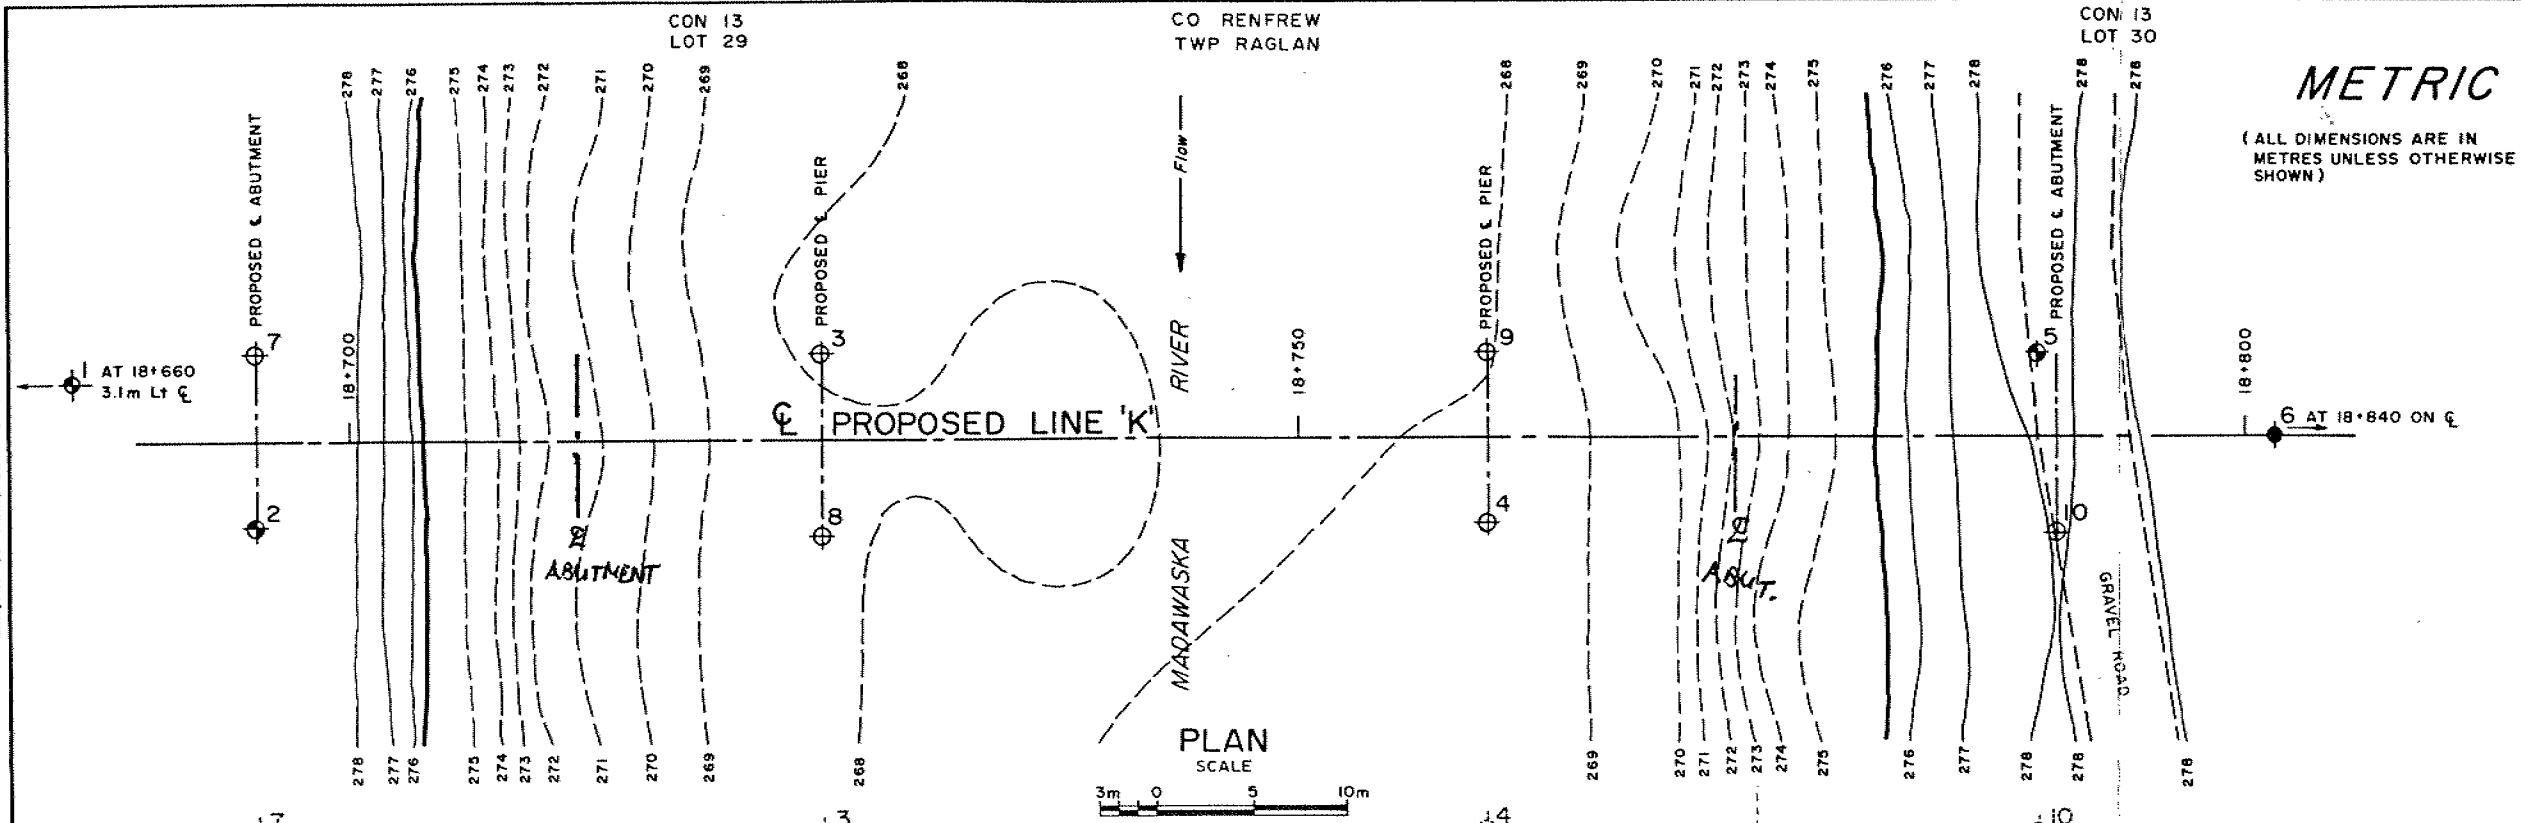 CON 13
LOT 29
CO RENFREW
TWP RAGLAN
CON 13
LOT 30
METRIC
(ALL DIMENSIONS ARE IN
METRES UNLESS OTHERWISE
SHOWN)
278 277 276 275 274 273 272 271 270 269 268
268 269 270 271 272 273 274 275 276 277 278 278 278
PROPOSED ℄ ABUTMENT
PROPOSED ℄ PIER
Flow
PROPOSED ℄ PIER
PROPOSED ℄ ABUTMENT
7
3
9
5
1 AT 18+660
3.1m Lt ℄
18+700
18+750
18+800
RIVER
℄ PROPOSED LINE 'K'
6 AT 18+840 ON ℄
2
8
4
10
ABUTMENT
ABUT.
MADAWASKA
GRAVEL ROAD
278 277 276 275 274 273 272 271 270 269 268
269 270 271 272 273 274 275 276 277 278 278 278
PLAN
SCALE
3m 0 5 10m
7 3 4 10